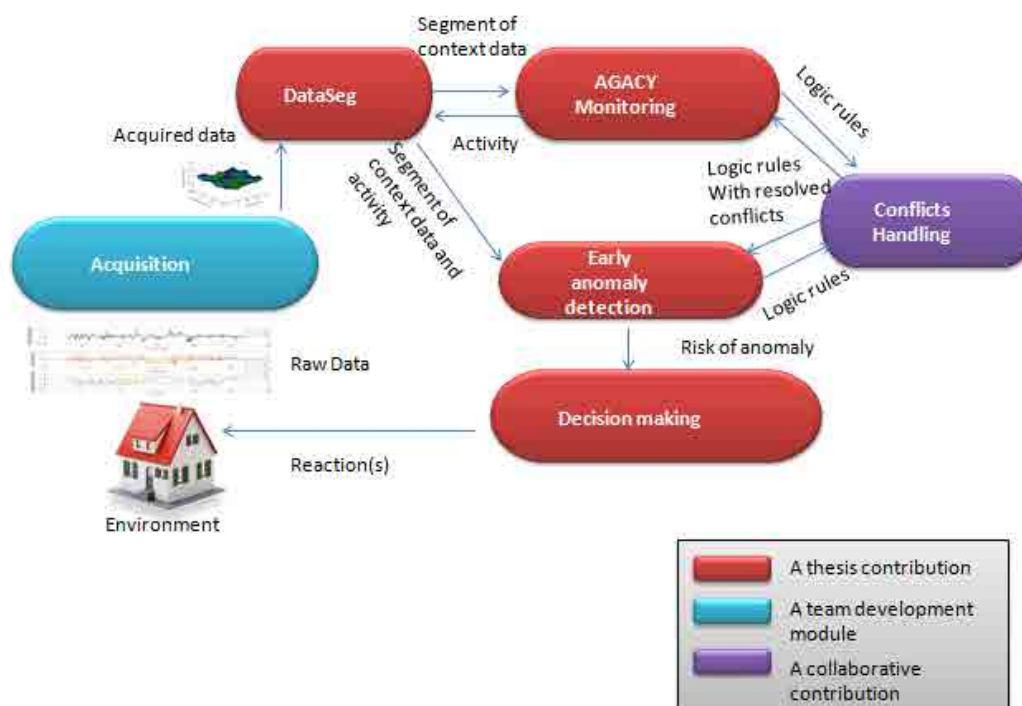 Segment of
context data
DataSeg
AGACY
Monitoring
Logic rules
Acquired data
Activity
Segment of
context data and
activity
Logic rules
With resolved
conflicts
Conflicts
Handling
Acquisition
Early
anomaly
detection
Logic rules
Raw Data
Risk of anomaly
Decision making
Reaction(s)
Environment
A thesis contribution
A team development
module
A collaborative
contribution